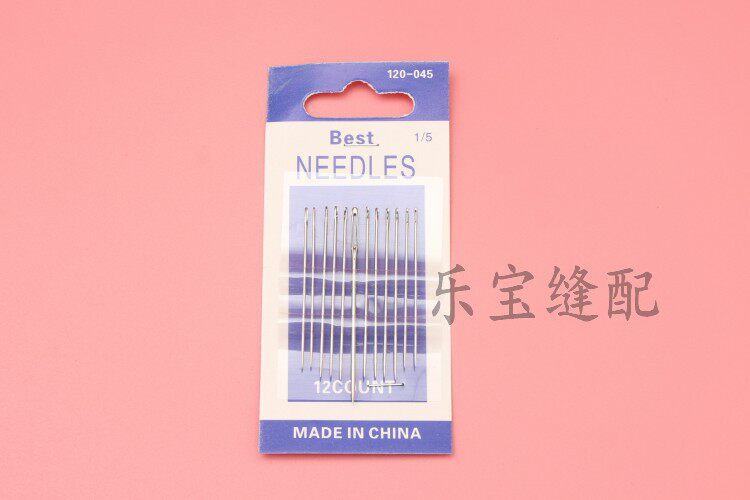 120-045
Best
1/5
NEEDLES
乐宝缝配
12COUNT
MADE IN CHINA